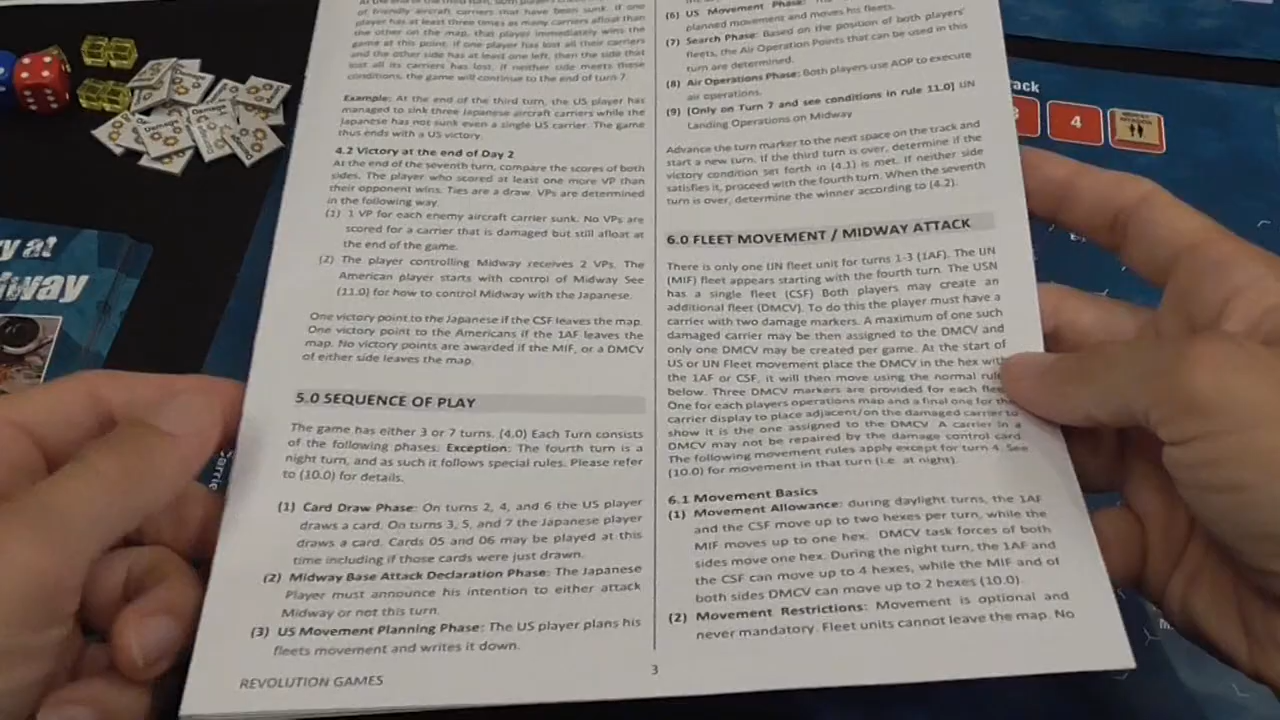 of friendly aircraft carriers that have been sunk. If one
player has at least three times as many carriers afloat than
the other on the map, that player immediately wins the
game at this point. If one player has lost all their carriers
and the other side has at least one left, then the side that
lost all its carriers has lost. If neither side meets these
conditions, the game will continue to the end of turn 7.
Example: At the end of the third turn, the US player has
managed to sink three Japanese aircraft carriers while the
Japanese has not sunk even a single US carrier. The game
thus ends with a US victory.
4.2 Victory at the end of Day 2
At the end of the seventh turn, compare the scores of both
sides. The player who scored at least one more VP than
their opponent wins. Ties are a draw. VPs are determined
in the following way.
(1) 1 VP for each enemy aircraft carrier sunk. No VPs are
scored for a carrier that is damaged but still afloat at
the end of the game.
(2) The player controlling Midway receives 2 VPs. The
American player starts with control of Midway See
(11.0) for how to control Midway with the Japanese.
One victory point to the Japanese if the CSF leaves the map.
One victory point to the Americans if the 1AF leaves the
map. No victory points are awarded if the MIF, or a DMCV
of either side leaves the map.
5.0 SEQUENCE OF PLAY
The game has either 3 or 7 turns. (4.0) Each Turn consists
of the following phases. Exception: The fourth turn is a
night turn, and as such it follows special rules. Please refer
to (10.0) for details.
(1) Card Draw Phase: On turns 2, 4, and 6 the US player
draws a card. On turns 3, 5, and 7 the Japanese player
draws a card. Cards 05 and 06 may be played at this
time including if those cards were just drawn.
(2) Midway Base Attack Declaration Phase: The Japanese
Player must announce his intention to either attack
Midway or not this turn.
(3) US Movement Planning Phase: The US player plans his
fleets movement and writes it down.
REVOLUTION GAMES
3
(6) US Movement Phase: The
planned movement and moves his fleets.
(7) Search Phase: Based on the position of both players'
fleets, the Air Operation Points that can be used in this
turn are determined.
(8) Air Operations Phase: Both players use AOP to execute
air operations.
(9) [Only on Turn 7 and see conditions in rule 11.0] IJN
Landing Operations on Midway
Advance the turn marker to the next space on the track and
start a new turn. If the third turn is over, determine if the
victory condition set forth in (4.1) is met. If neither side
satisfies it, proceed with the fourth turn. When the seventh
turn is over, determine the winner according to (4.2).
6.0 FLEET MOVEMENT / MIDWAY ATTACK
There is only one IJN fleet unit for turns 1-3 (1AF). The IJN
(MIF) fleet appears starting with the fourth turn. The USN
has a single fleet (CSF) Both players may create an
additional fleet (DMCV). To do this the player must have a
carrier with two damage markers. A maximum of one such
damaged carrier may be then assigned to the DMCV and
only one DMCV may be created per game. At the start of
US or IJN Fleet movement place the DMCV in the hex with
the 1AF or CSF, it will then move using the normal rule
below. Three DMCV markers are provided for each flee
One for each players operations map and a final one for the
carrier display to place adjacent/on the damaged carrier to
show it is the one assigned to the DMCV. A carrier in a
DMCV may not be repaired by the damage control card.
The following movement rules apply except for turn 4. See
(10.0) for movement in that turn (i.e. at night).
6.1 Movement Basics
(1) Movement Allowance: during daylight turns, the 1AF
and the CSF move up to two hexes per turn, while the
MIF moves up to one hex. DMCV task forces of both
sides move one hex. During the night turn, the 1AF and
the CSF can move up to 4 hexes, while the MIF and of
both sides DMCV can move up to 2 hexes (10.0).
(2) Movement Restrictions: Movement is optional and
never mandatory. Fleet units cannot leave the map. No
y at
dway
ack
4